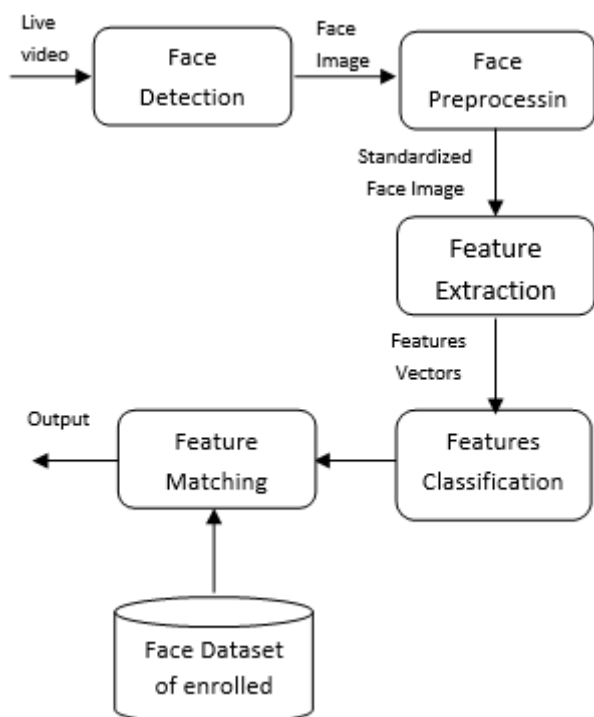 Live
video
Face
Detection
Face
Image
Face
Preprocessin
Standardized
Face Image
Feature
Extraction
Features
Vectors
Features
Classification
Feature
Matching
Output
Face Dataset
of enrolled